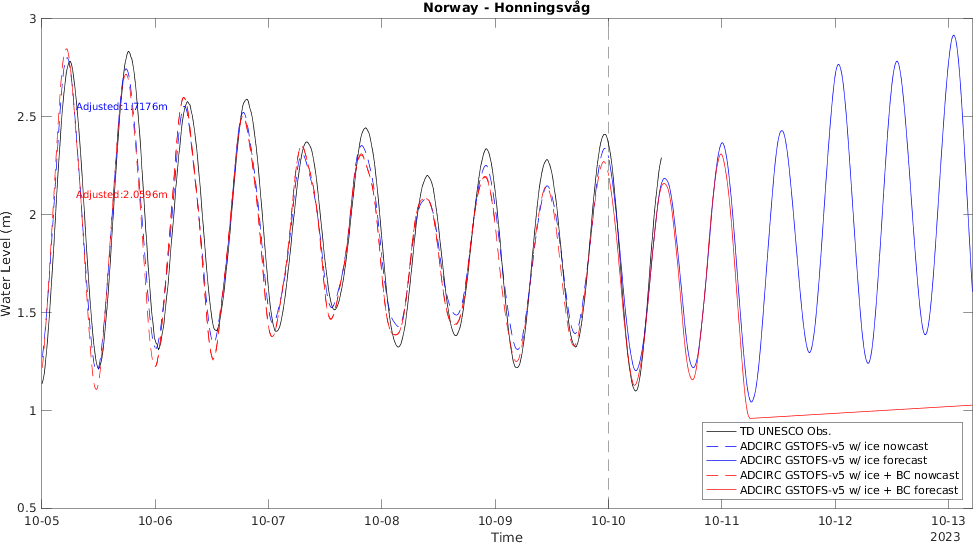 Norway - Honningsvåg
3
2.5
2
1.5
1
0.5
Water Level (m)
Adjusted:1.7176m
Adjusted:2.0596m
TD UNESCO Obs.
ADCIRC GSTOFS-v5 w/ ice nowcast
ADCIRC GSTOFS-v5 w/ ice forecast
ADCIRC GSTOFS-v5 w/ ice + BC nowcast
ADCIRC GSTOFS-v5 w/ ice + BC forecast
10-05 10-06 10-07 10-08 10-09 10-10 10-11 10-12 10-13
Time
2023